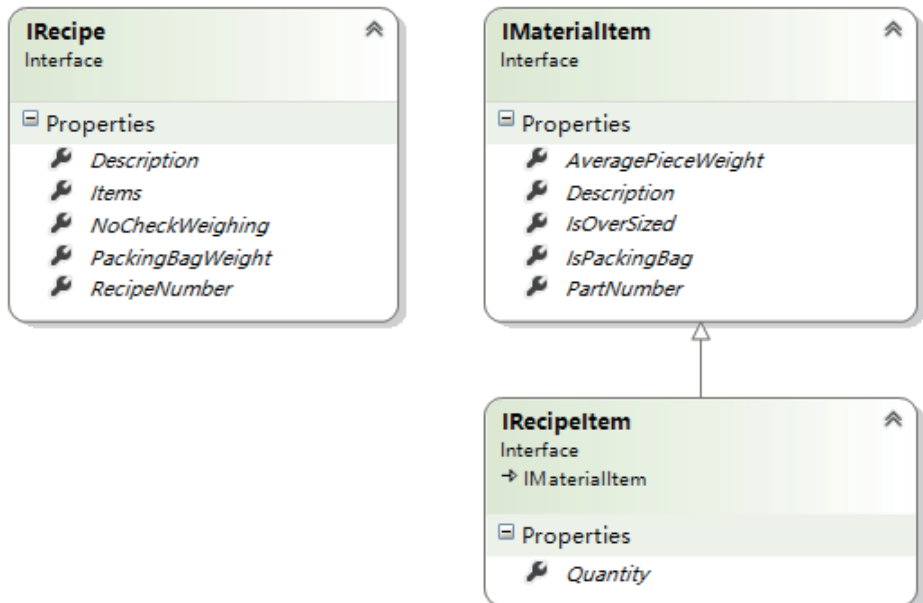 IRecipe
Interface
Properties
Description
Items
NoCheckWeighing
PackingBagWeight
RecipeNumber
IMaterialItem
Interface
Properties
AveragePieceWeight
Description
IsOverSized
IsPackingBag
PartNumber
IRecipeItem
Interface
IMaterialItem
Properties
Quantity